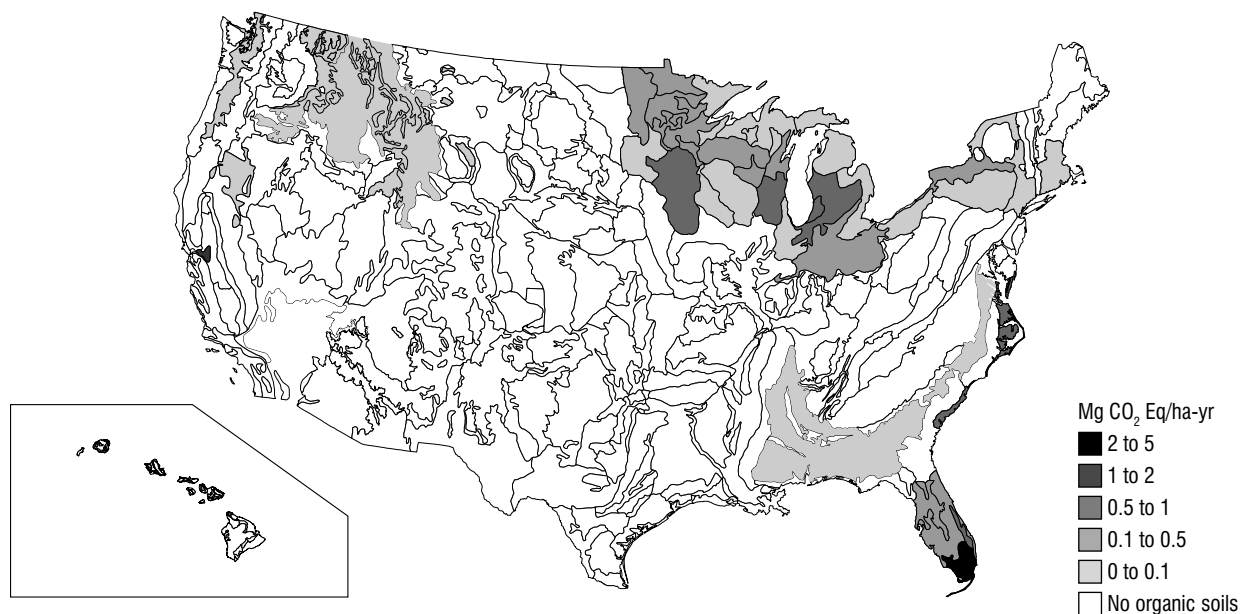 Mg CO₂ Eq/ha-yr
2 to 5
1 to 2
0.5 to 1
0.1 to 0.5
0 to 0.1
No organic soils